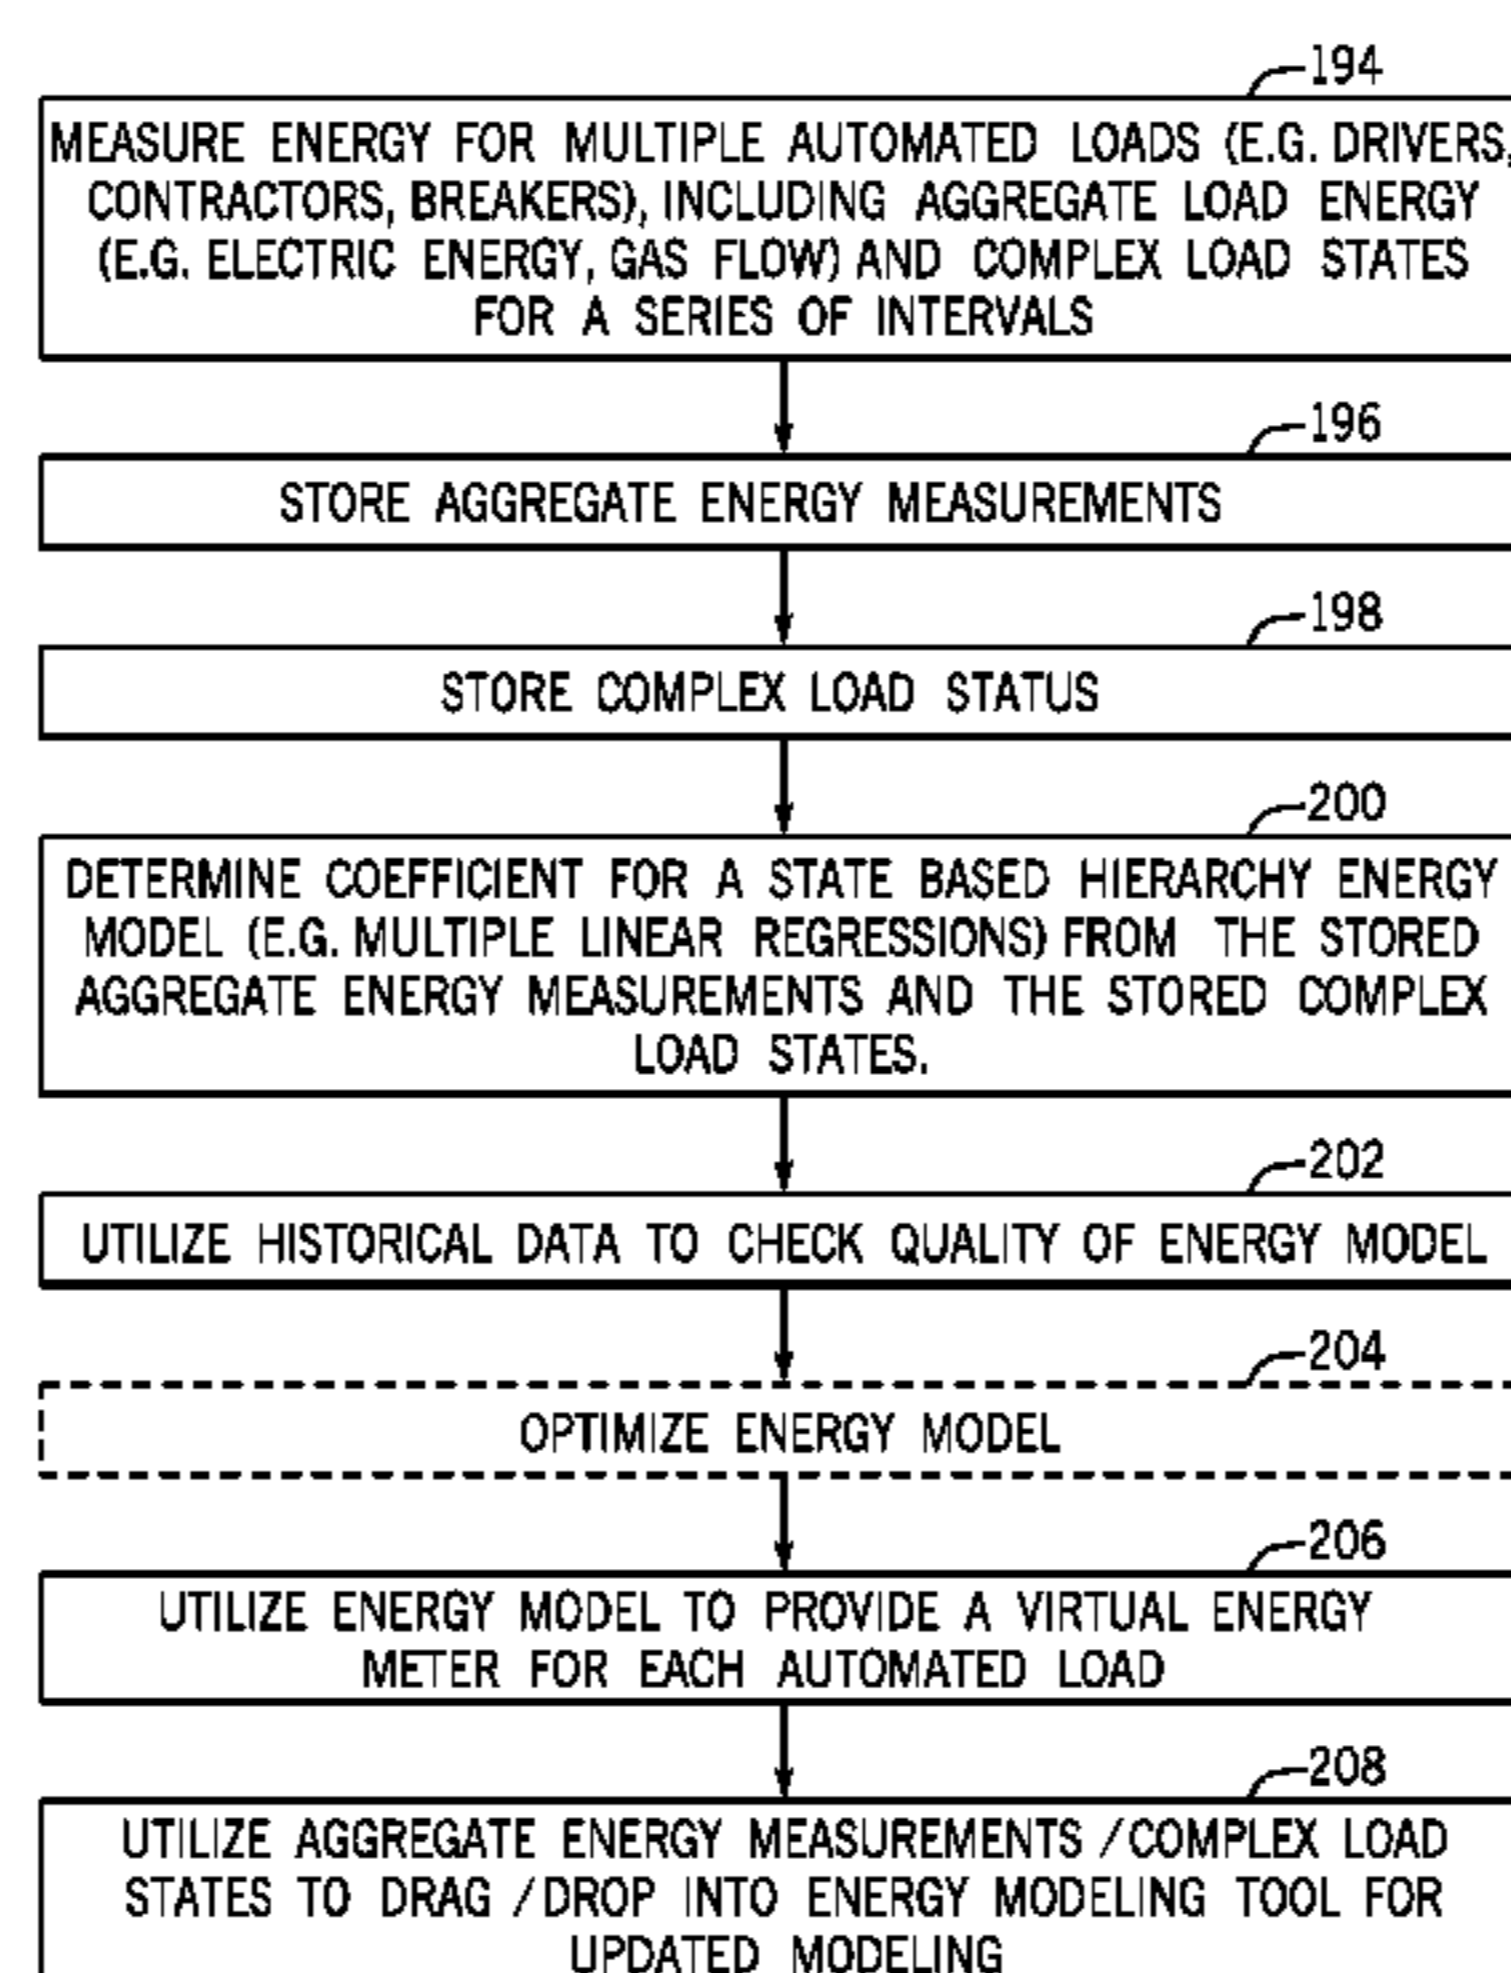 194
MEASURE ENERGY FOR MULTIPLE AUTOMATED LOADS (E.G. DRIVERS,
CONTRACTORS, BREAKERS), INCLUDING AGGREGATE LOAD ENERGY
(E.G. ELECTRIC ENERGY, GAS FLOW) AND COMPLEX LOAD STATES
FOR A SERIES OF INTERVALS
196
STORE AGGREGATE ENERGY MEASUREMENTS
198
STORE COMPLEX LOAD STATUS
200
DETERMINE COEFFICIENT FOR A STATE BASED HIERARCHY ENERGY
MODEL (E.G. MULTIPLE LINEAR REGRESSIONS) FROM THE STORED
AGGREGATE ENERGY MEASUREMENTS AND THE STORED COMPLEX
LOAD STATES.
202
UTILIZE HISTORICAL DATA TO CHECK QUALITY OF ENERGY MODEL
204
OPTIMIZE ENERGY MODEL
206
UTILIZE ENERGY MODEL TO PROVIDE A VIRTUAL ENERGY
METER FOR EACH AUTOMATED LOAD
208
UTILIZE AGGREGATE ENERGY MEASUREMENTS /COMPLEX LOAD
STATES TO DRAG /DROP INTO ENERGY MODELING TOOL FOR
UPDATED MODELING